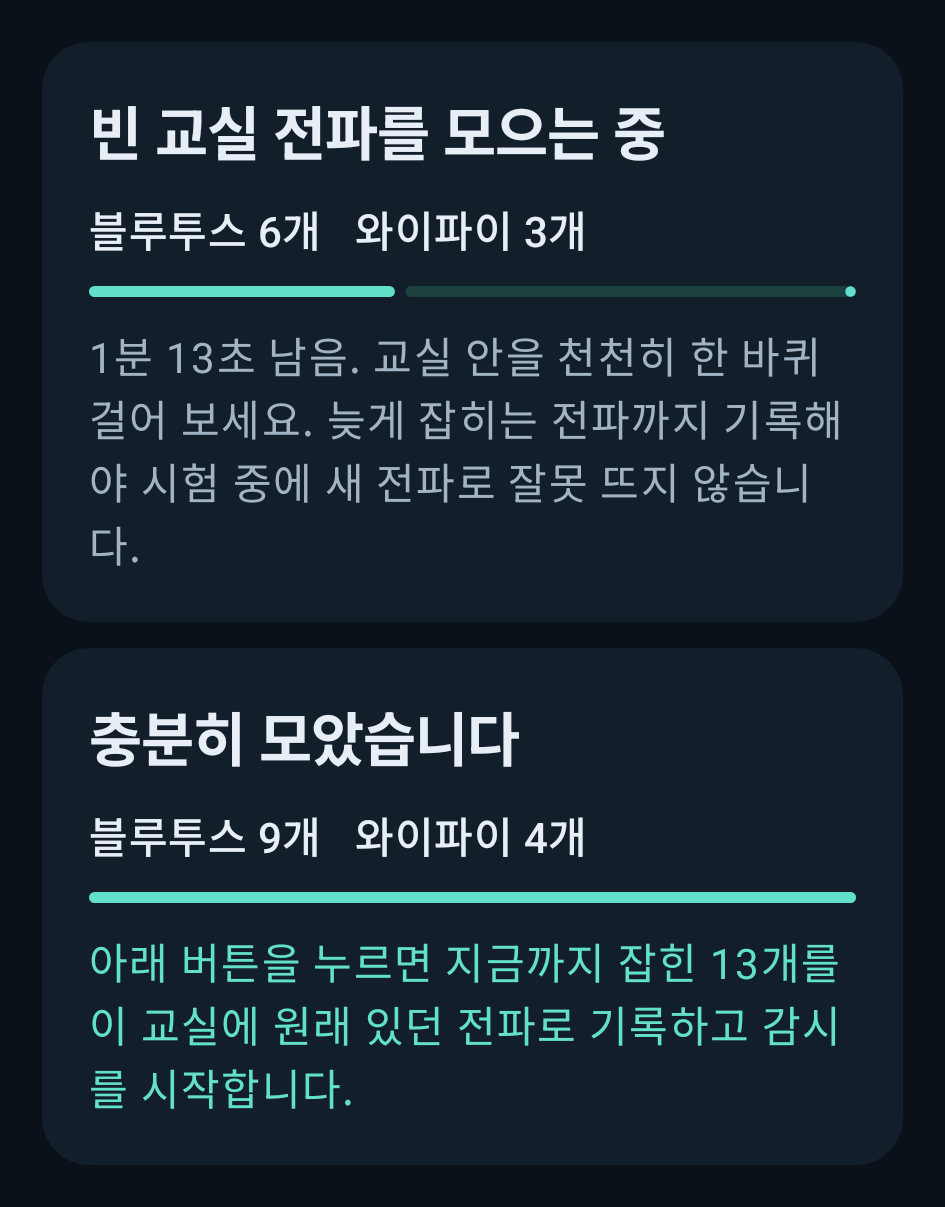 빈 교실 전파를 모으는 중
블루투스 6개 와이파이 3개
1분 13초 남음. 교실 안을 천천히 한 바퀴
걸어 보세요. 늦게 잡히는 전파까지 기록해
야 시험 중에 새 전파로 잘못 뜨지 않습니
다.
충분히 모았습니다
블루투스 9개 와이파이 4개
아래 버튼을 누르면 지금까지 잡힌 13개를
이 교실에 원래 있던 전파로 기록하고 감시
를 시작합니다.